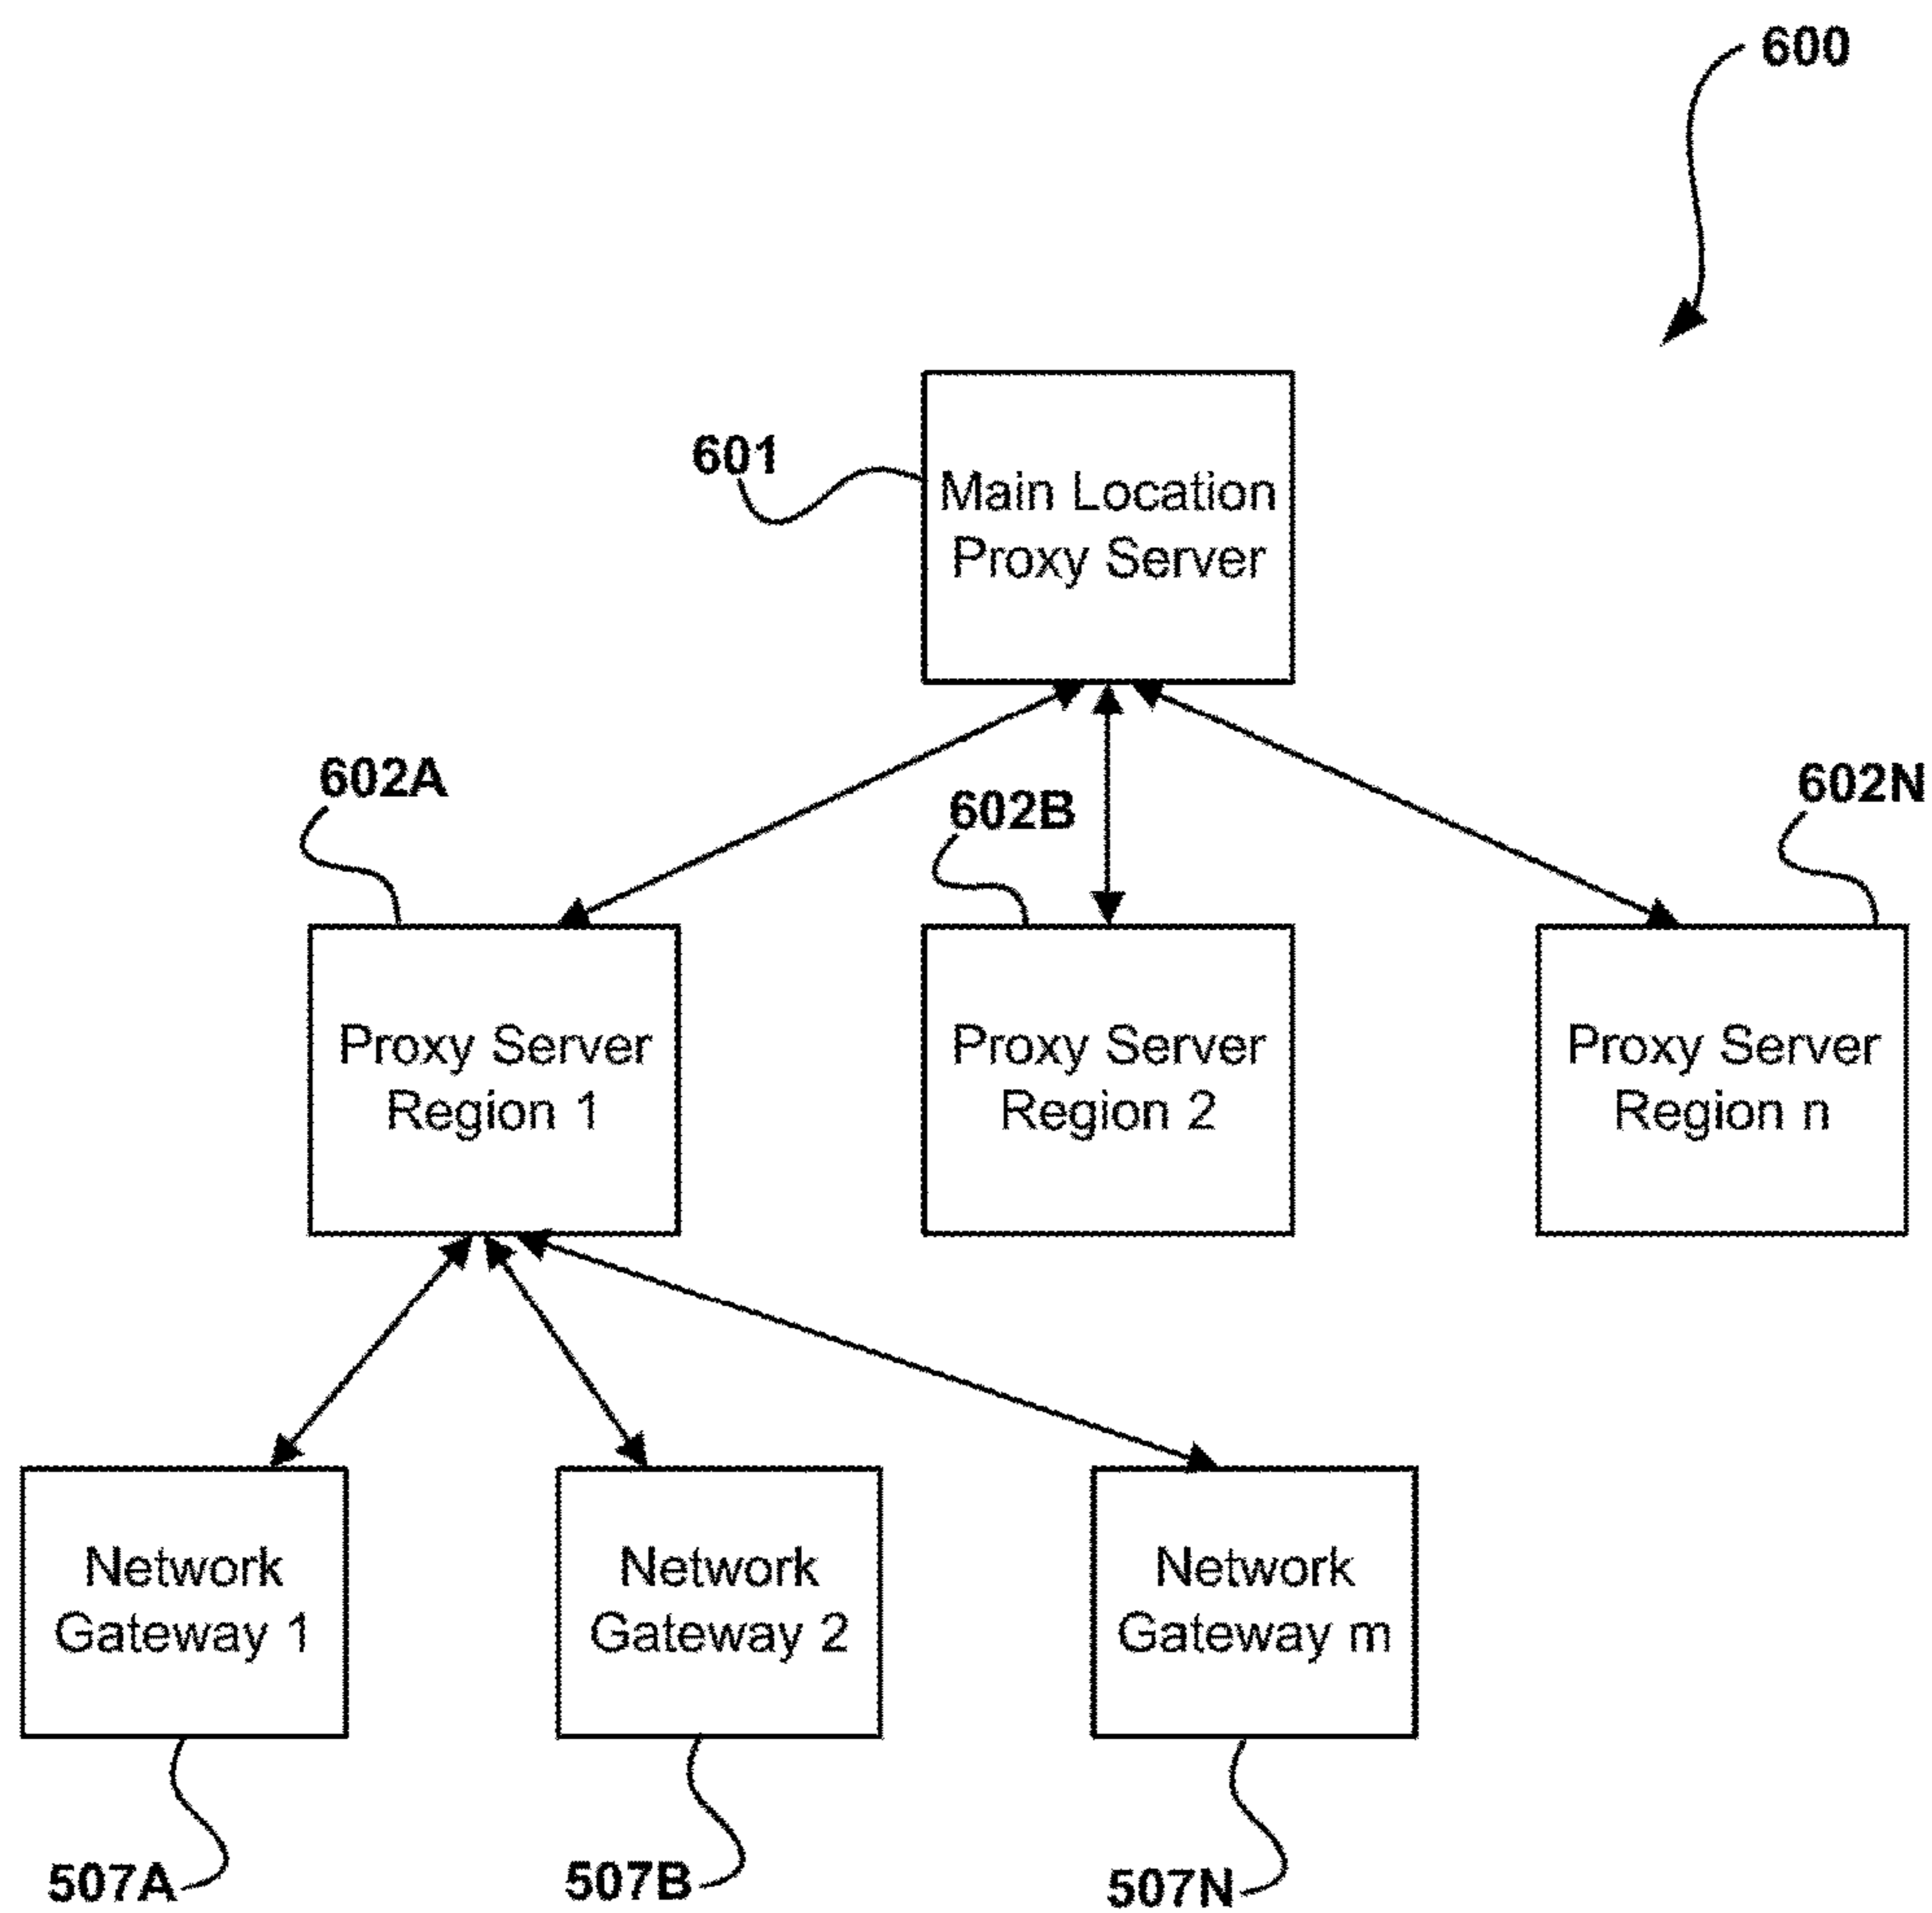 600
601
Main Location
Proxy Server
602A
602B
602N
Proxy Server
Region 1
Proxy Server
Region 2
Proxy Server
Region n
Network
Gateway 1
Network
Gateway 2
Network
Gateway m
507A
507B
507N